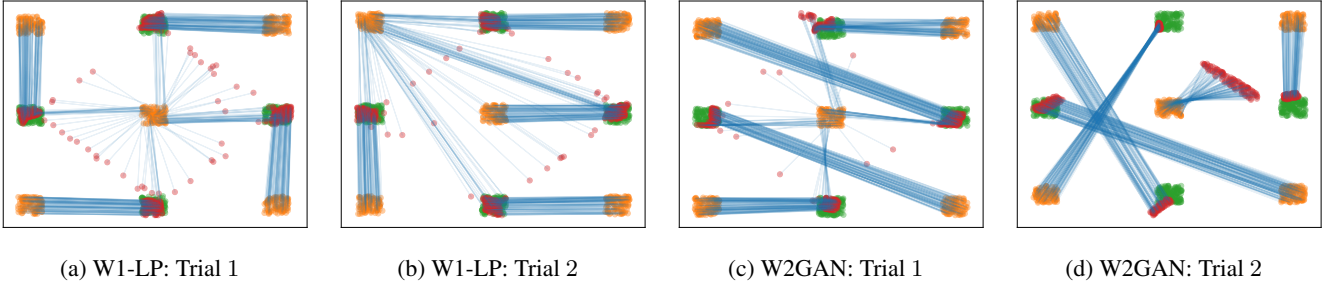 (a) W1-LP: Trial 1
(b) W1-LP: Trial 2
(c) W2GAN: Trial 1
(d) W2GAN: Trial 2